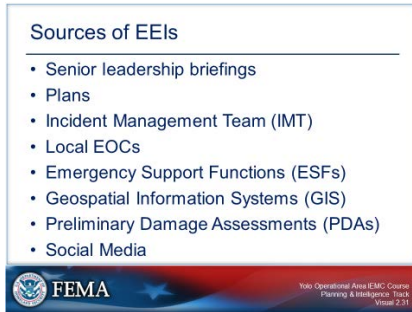 Sources of EEIs
• Senior leadership briefings
• Plans
• Incident Management Team (IMT)
• Local EOCs
• Emergency Support Functions (ESFs)
• Geospatial Information Systems (GIS)
• Preliminary Damage Assessments (PDAs)
• Social Media
FEMA
Yolo Operational Area IEMC Course
Planning & Intelligence Track
Visual 2.31